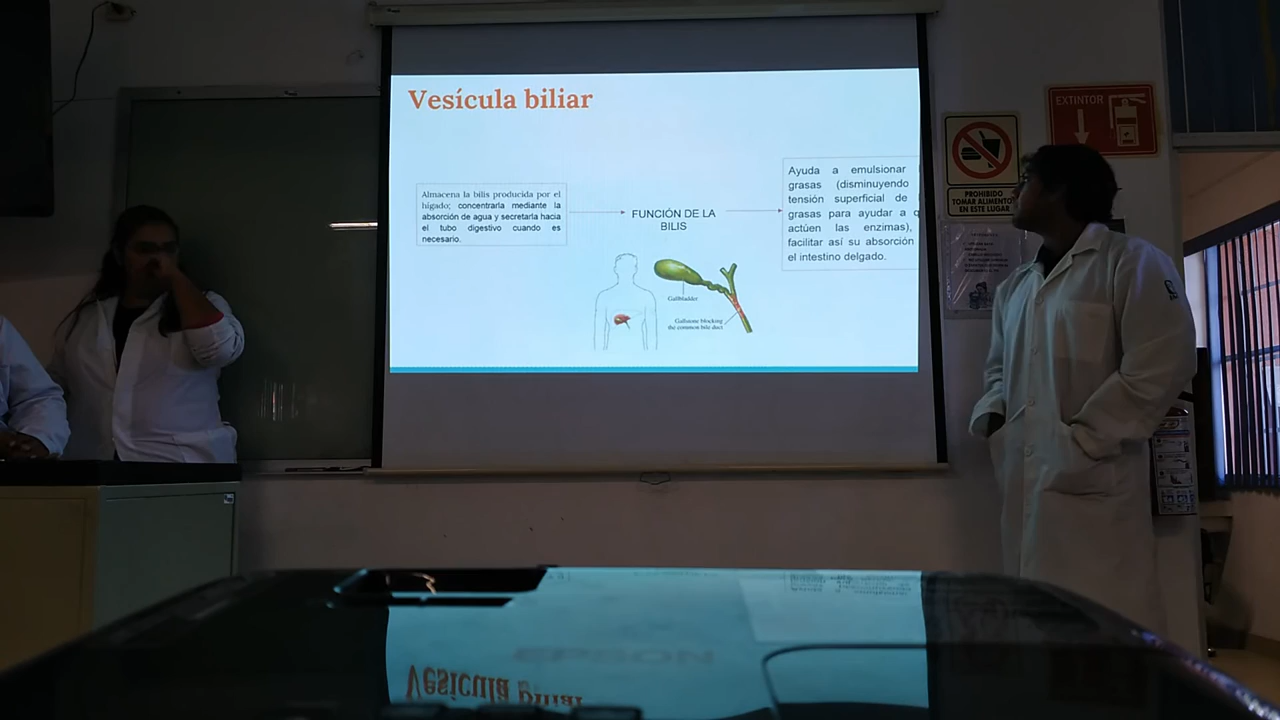 Vesícula biliar
Almacena la bilis producida por el
hígado; concentrarla mediante la
absorción de agua y secretarla hacia
el tubo digestivo cuando es
necesario.
FUNCIÓN DE LA
BILIS
Ayuda a emulsionar
grasas (disminuyendo
tensión superficial de
grasas para ayudar a q
actúen las enzimas),
facilitar así su absorción
el intestino delgado.
Gallbladder
Gallstone blocking
the common bile duct
EXTINTOR
PROHIBIDO
TOMAR ALIMENTO
EN ESTE LUGAR
EPSON
Vesícula biliar